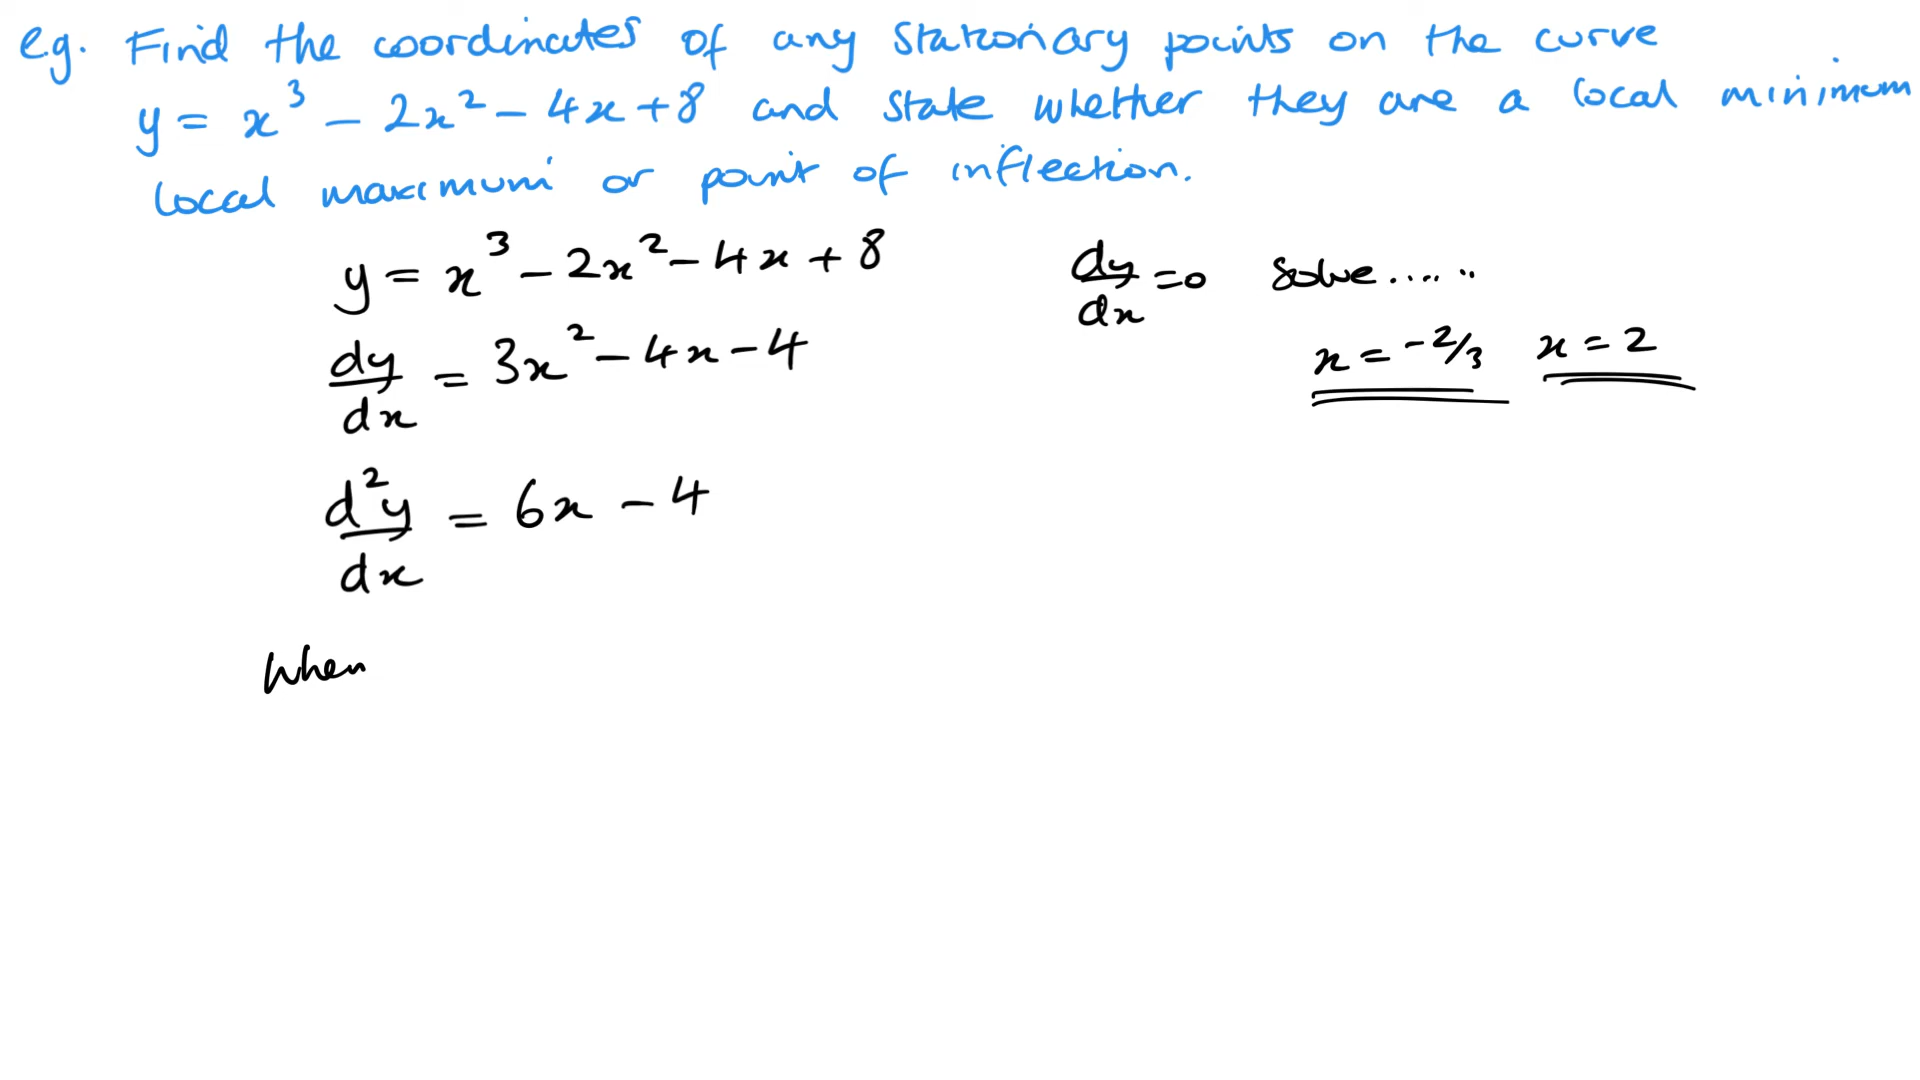 e.g. Find the coordinates of any stationary points on the curve
y = x³ − 2x² − 4x + 8 and state whether they are a local minimum
local maximum or point of inflection.
y = x³ − 2x² − 4x + 8
dy/dx = 3x² − 4x − 4
d²y/dx = 6x − 4
When
dy/dx = 0 solve.......
x = −2/3 x = 2